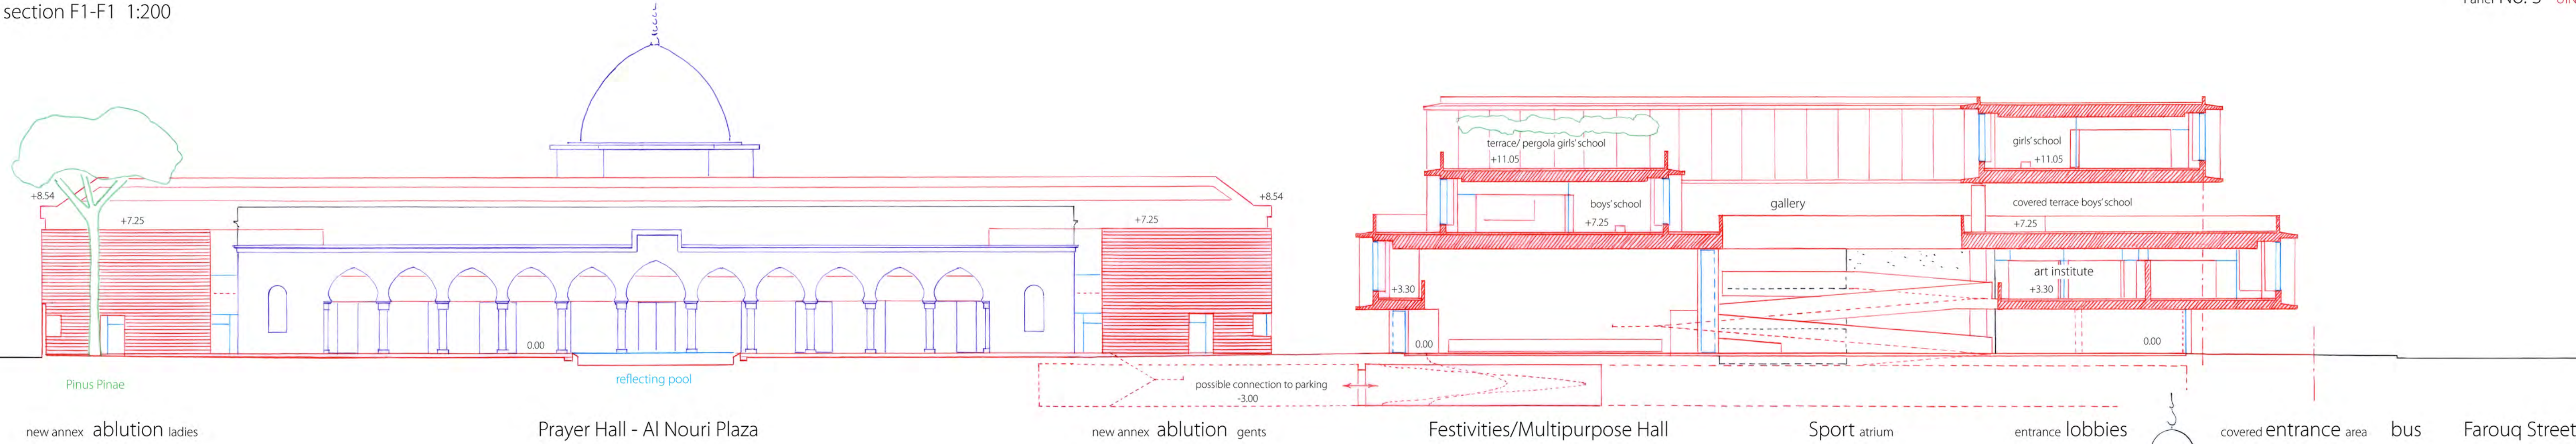 section F1-F1 1:200
Panel No. 3
terrace/ pergola girls' school
+11.05
girls' school
+11.05
+8.54
+7.25
+7.25
+8.54
boys' school
+7.25
gallery
covered terrace boys' school
+7.25
art institute
+3.30
+3.30
0.00
0.00
0.00
Pinus Pinae
reflecting pool
possible connection to parking
-3.00
new annex ablution ladies
Prayer Hall - Al Nouri Plaza
new annex ablution gents
Festivities/Multipurpose Hall
Sport atrium
entrance lobbies
covered entrance area
bus
Farouq Street